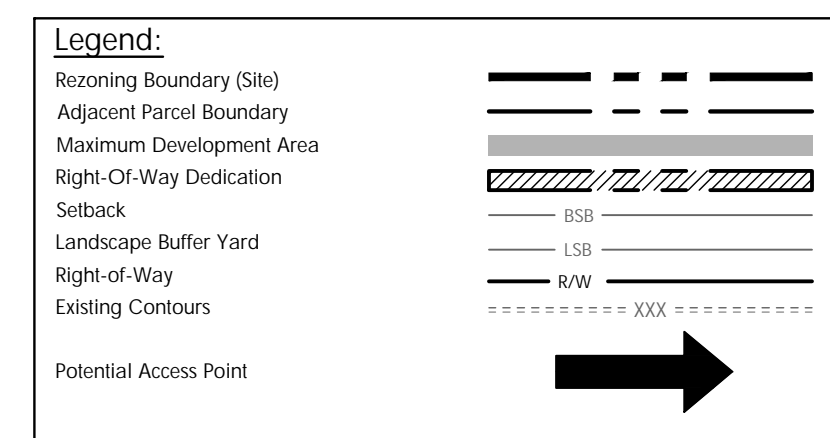 Legend:
Rezoning Boundary (Site)
Adjacent Parcel Boundary
Maximum Development Area
Right-Of-Way Dedication
Setback BSB
Landscape Buffer Yard LSB
Right-of-Way R/W
Existing Contours XXX
Potential Access Point